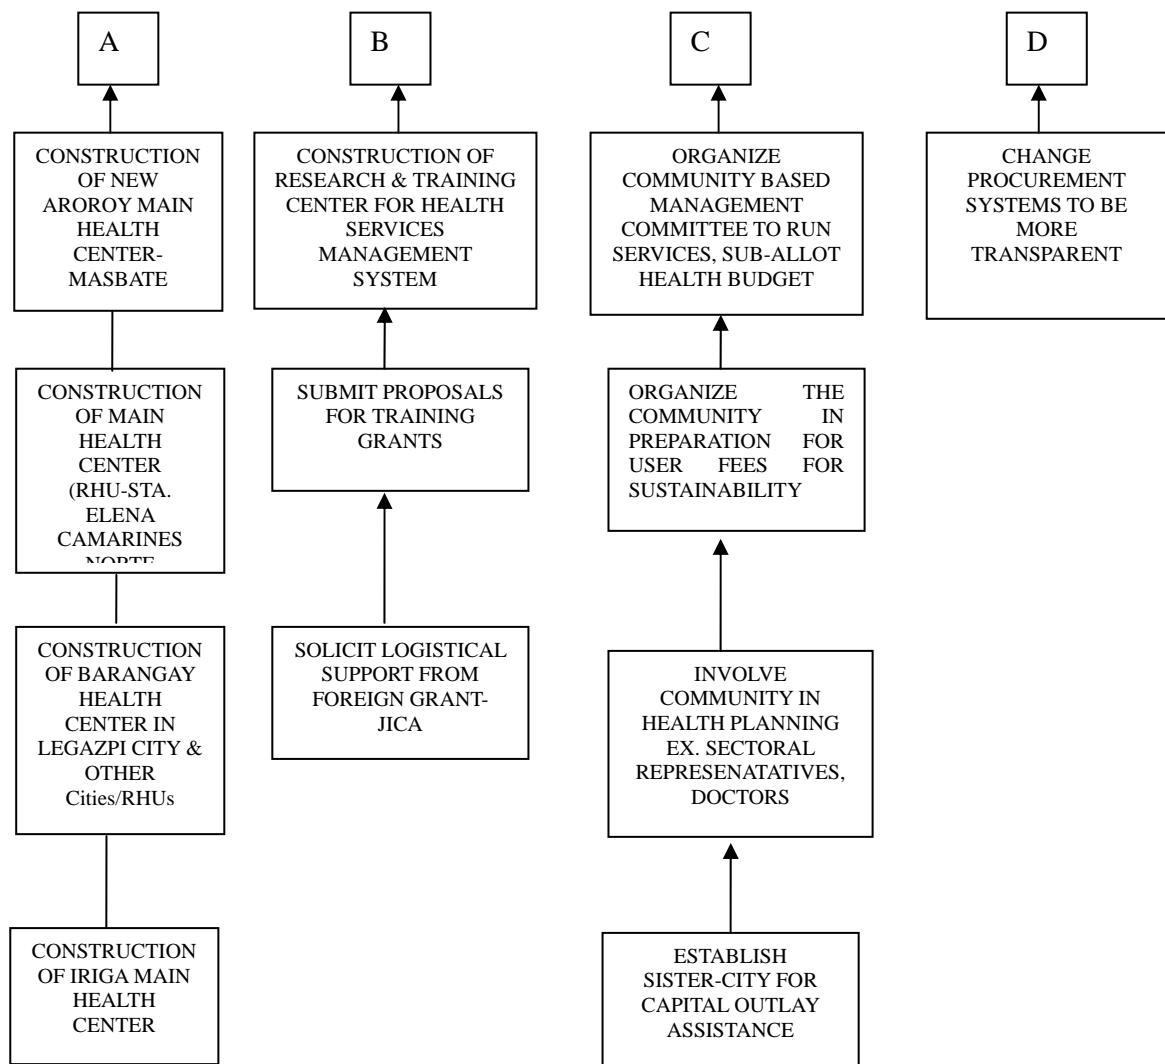 A
CONSTRUCTION
OF NEW
AROROY MAIN
HEALTH
CENTER-
MASBATE
CONSTRUCTION
OF MAIN
HEALTH
CENTER
(RHU-STA.
ELENA
CAMARINES
NORTE
CONSTRUCTION
OF BARANGAY
HEALTH
CENTER IN
LEGAZPI CITY &
OTHER
Cities/RHUs
CONSTRUCTION
OF IRIGA MAIN
HEALTH
CENTER
B
CONSTRUCTION OF
RESEARCH & TRAINING
CENTER FOR HEALTH
SERVICES
MANAGEMENT
SYSTEM
SUBMIT PROPOSALS
FOR TRAINING
GRANTS
SOLICIT LOGISTICAL
SUPPORT FROM
FOREIGN GRANT-
JICA
C
ORGANIZE
COMMUNITY BASED
MANAGEMENT
COMMITTEE TO RUN
SERVICES, SUB-ALLOT
HEALTH BUDGET
ORGANIZE THE
COMMUNITY IN
PREPARATION FOR
USER FEES FOR
SUSTAINABILITY
INVOLVE
COMMUNITY IN
HEALTH PLANNING
EX. SECTORAL
REPRESENATATIVES,
DOCTORS
ESTABLISH
SISTER-CITY FOR
CAPITAL OUTLAY
ASSISTANCE
D
CHANGE
PROCUREMENT
SYSTEMS TO BE
MORE
TRANSPARENT